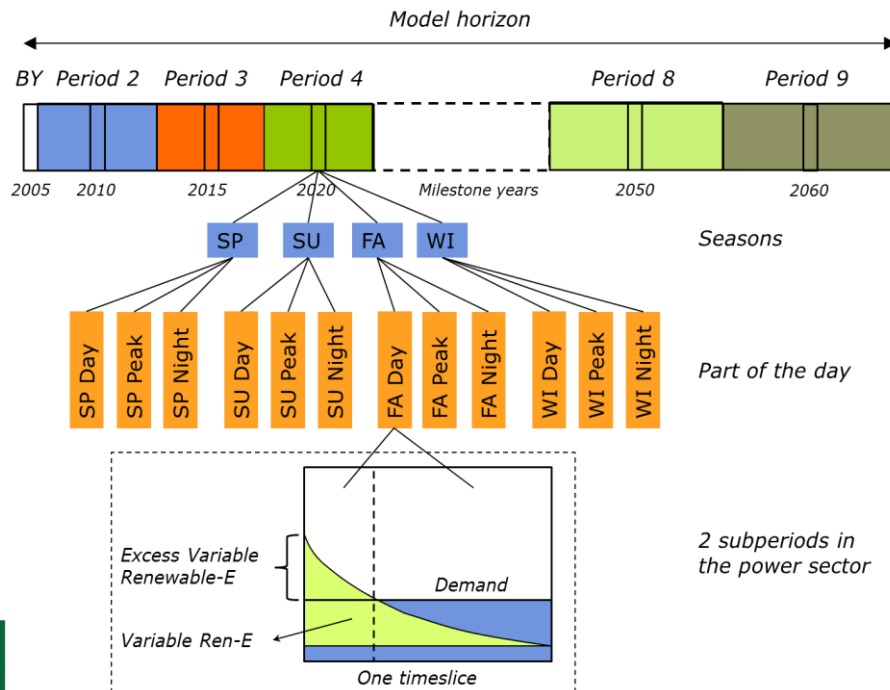 Model horizon
BY Period 2 Period 3 Period 4 Period 8 Period 9
2005 2010 2015 2020 Milestone years 2050 2060
SP SU FA WI Seasons
SP Day SP Peak SP Night SU Day SU Peak SU Night FA Day FA Peak FA Night WI Day WI Peak WI Night Part of the day
Excess Variable
Renewable-E
2 subperiods in
the power sector
Demand
Variable Ren-E
One timeslice